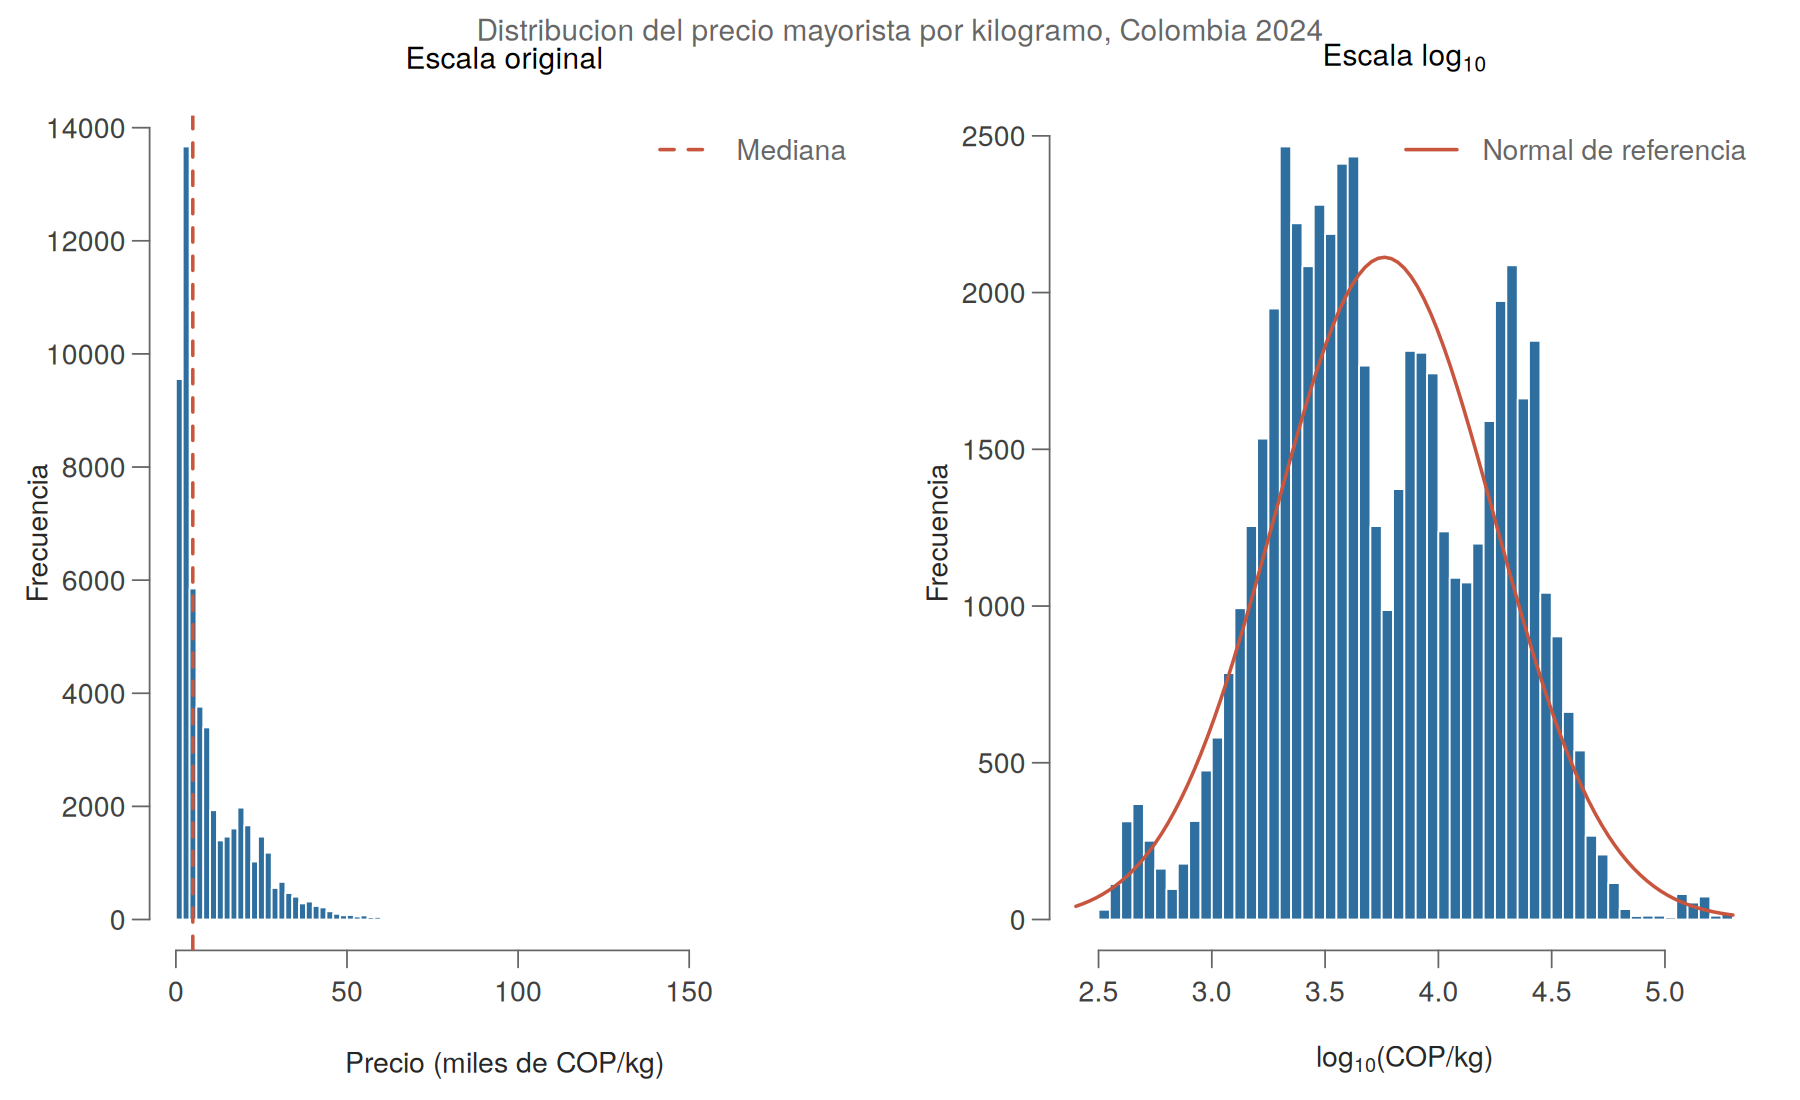 Distribucion del precio mayorista por kilogramo, Colombia 2024
Escala original
14000
12000
10000
8000
6000
4000
2000
0
Frecuencia
Mediana
0 50 100 150
Precio (miles de COP/kg)
Escala log₁₀
2500
2000
1500
1000
500
0
Frecuencia
Normal de referencia
2.5 3.0 3.5 4.0 4.5 5.0
log₁₀(COP/kg)